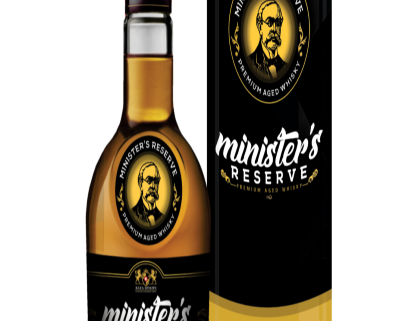 MINISTER'S RESERVE
PREMIUM AGED WHISKY
minister's
MINISTER'S RESERVE
PREMIUM AGED WHISKY
minister's
RESERVE
PREMIUM AGED WHISKY